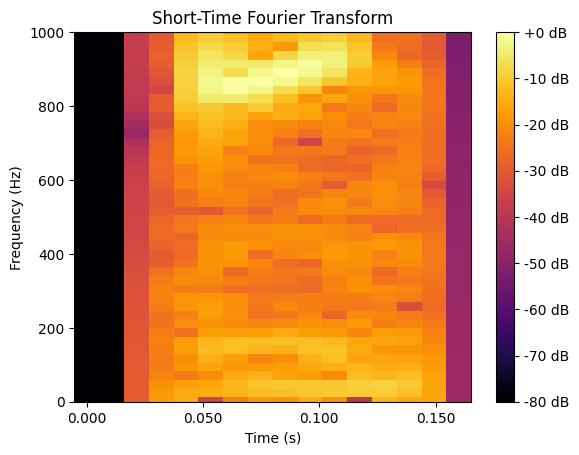 Short-Time Fourier Transform
1000
800
600
400
200
0
Frequency (Hz)
0.000
0.050
0.100
0.150
Time (s)
+0 dB
-10 dB
-20 dB
-30 dB
-40 dB
-50 dB
-60 dB
-70 dB
-80 dB